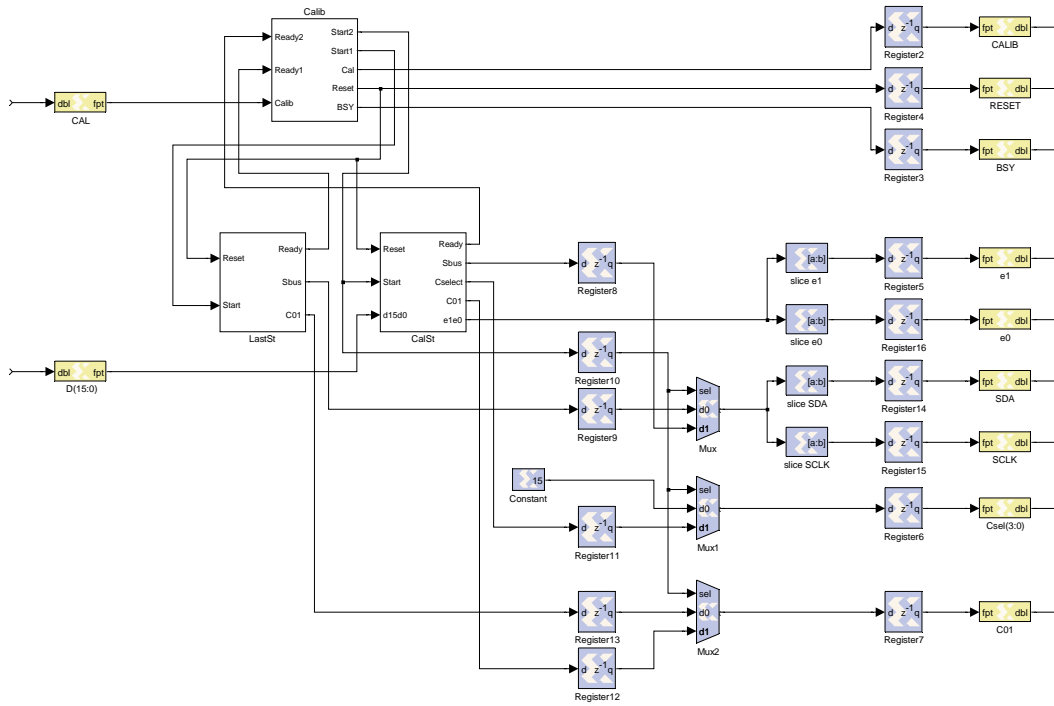 Calib
Ready2
Ready1
Calib
Start2
Start1
Cal
Reset
BSY
dbl fpt
CAL
d z-1 q
Register2
fpt dbl
CALIB
d z-1 q
Register4
fpt dbl
RESET
d z-1 q
Register3
fpt dbl
BSY
Reset
Start
Ready
Sbus
C01
LastSt
Reset
Start
d15d0
Ready
Sbus
Cselect
C01
e1e0
CalSt
d z-1 q
Register8
[a:b]
slice e1
d z-1 q
Register5
fpt dbl
e1
[a:b]
slice e0
d z-1 q
Register16
fpt dbl
e0
dbl fpt
D(15:0)
d z-1 q
Register10
d z-1 q
Register9
sel
d0
d1
Mux
[a:b]
slice SDA
d z-1 q
Register14
fpt dbl
SDA
[a:b]
slice SCLK
d z-1 q
Register15
fpt dbl
SCLK
15
Constant
d z-1 q
Register11
sel
d0
d1
Mux1
d z-1 q
Register6
fpt dbl
Csel(3:0)
d z-1 q
Register13
d z-1 q
Register12
sel
d0
d1
Mux2
d z-1 q
Register7
fpt dbl
C01